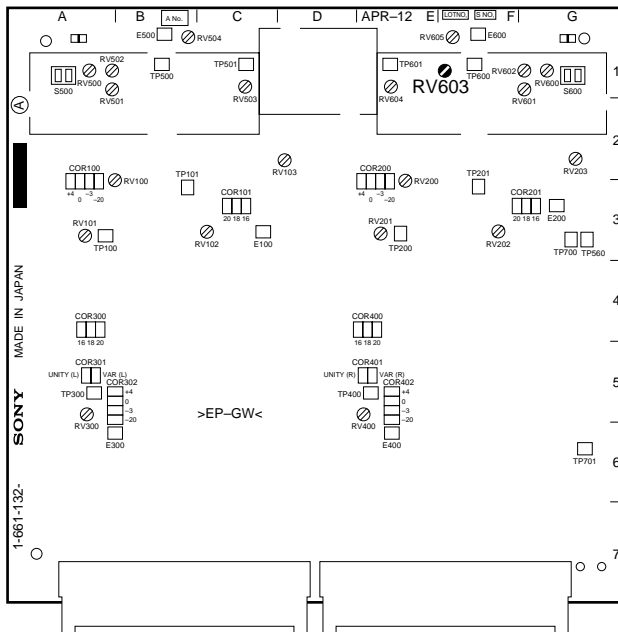 A B A No. C D APR–12 E LOTNO. S NO. F G
E500 RV504 RV605 E600
RV502 TP500 TP501 TP601 TP600 RV602 RV600
S500 RV500 RV501 RV503 RV604 RV603 RV601 S600
1
A
2
COR100 RV100 TP101 RV103 COR200 RV200 TP201 RV203
+4 0 –3 –20
COR101
20 18 16
+4 0 –3 –20
COR201
20 18 16
E200
3
RV101 TP100 RV102 E100 RV201 TP200 RV202 TP700 TP560
4
MADE IN JAPAN
COR300
16 18 20
COR400
16 18 20
5
COR301
UNITY (L) VAR (L)
COR302
TP300
+4
0
–3
–20
RV300
E300
COR401
UNITY (R) VAR (R)
COR402
TP400
+4
0
–3
–20
RV400
E400
>EP–GW<
SONY
6
TP701
1-661-132-
7